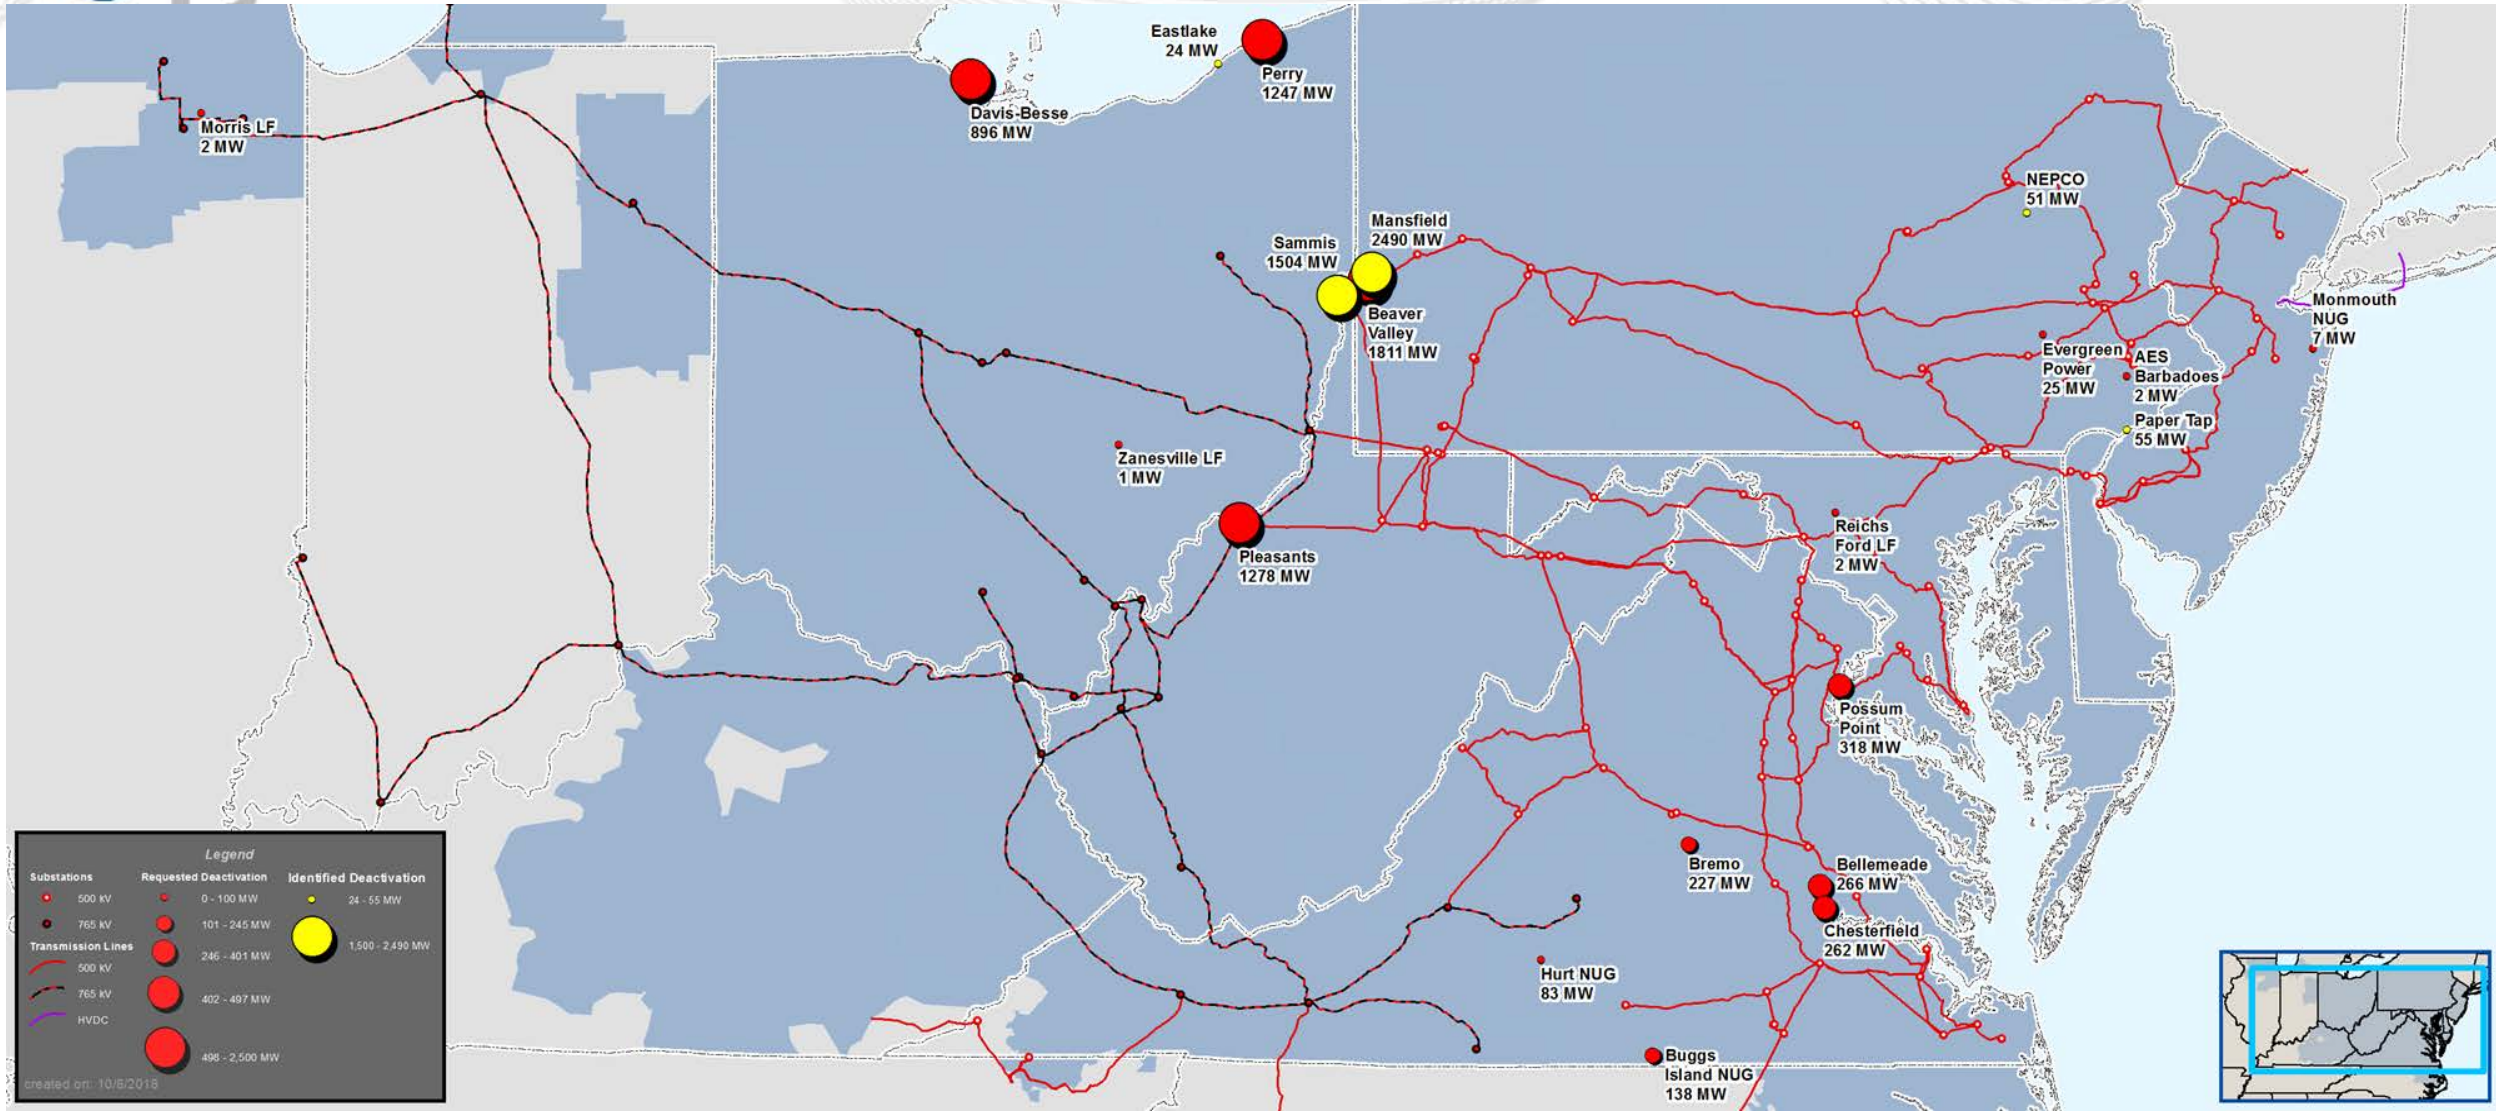 Eastlake
24 MW
Perry
1247 MW
Davis-Besse
896 MW
Morris LF
2 MW
NEPCO
51 MW
Mansfield
2490 MW
Sammis
1504 MW
Beaver
Valley
1811 MW
Monmouth
NUG
7 MW
Evergreen
Power
25 MW
AES
Barbadoes
2 MW
Paper Tap
55 MW
Zanesville LF
1 MW
Pleasants
1278 MW
Reichs
Ford LF
2 MW
Possum
Point
318 MW
Bremo
227 MW
Bellemeade
266 MW
Chesterfield
262 MW
Hurt NUG
83 MW
Buggs
Island NUG
138 MW
Legend
Substations
500 kV
765 kV
Transmission Lines
500 kV
765 kV
HVDC
Requested Deactivation
0 - 100 MW
101 - 245 MW
246 - 401 MW
402 - 497 MW
498 - 2,500 MW
Identified Deactivation
24 - 55 MW
1,500 - 2,490 MW
created on: 10/6/2018